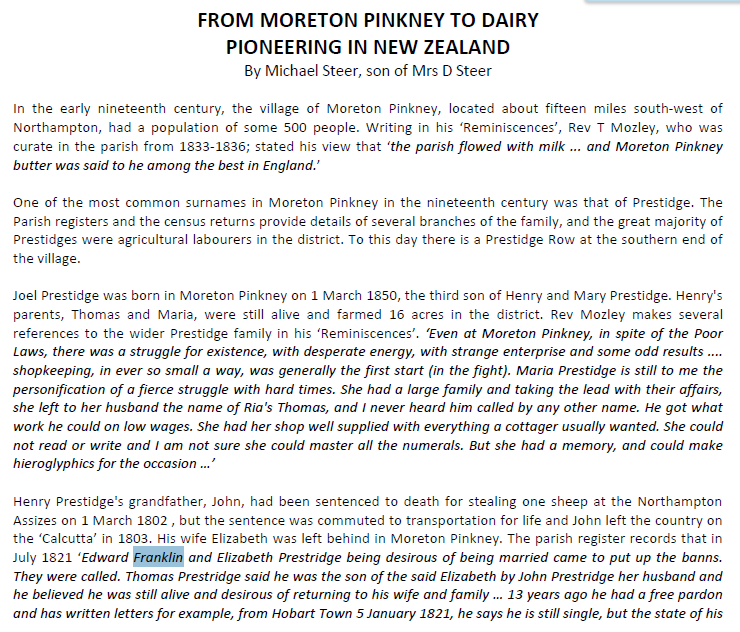 FROM MORETON PINKNEY TO DAIRY
PIONEERING IN NEW ZEALAND
By Michael Steer, son of Mrs D Steer
In the early nineteenth century, the village of Moreton Pinkney, located about fifteen miles south-west of
Northampton, had a population of some 500 people. Writing in his ‘Reminiscences’, Rev T Mozley, who was
curate in the parish from 1833-1836; stated his view that ‘the parish flowed with milk ... and Moreton Pinkney
butter was said to he among the best in England.’
One of the most common surnames in Moreton Pinkney in the nineteenth century was that of Prestidge. The
Parish registers and the census returns provide details of several branches of the family, and the great majority of
Prestidges were agricultural labourers in the district. To this day there is a Prestidge Row at the southern end of
the village.
Joel Prestidge was born in Moreton Pinkney on 1 March 1850, the third son of Henry and Mary Prestidge. Henry's
parents, Thomas and Maria, were still alive and farmed 16 acres in the district. Rev Mozley makes several
references to the wider Prestidge family in his ‘Reminiscences’. ‘Even at Moreton Pinkney, in spite of the Poor
Laws, there was a struggle for existence, with desperate energy, with strange enterprise and some odd results ....
shopkeeping, in ever so small a way, was generally the first start (in the fight). Maria Prestidge is still to me the
personification of a fierce struggle with hard times. She had a large family and taking the lead with their affairs,
she left to her husband the name of Ria's Thomas, and I never heard him called by any other name. He got what
work he could on low wages. She had her shop well supplied with everything a cottager usually wanted. She could
not read or write and I am not sure she could master all the numerals. But she had a memory, and could make
hieroglyphics for the occasion ...’
Henry Prestidge's grandfather, John, had been sentenced to death for stealing one sheep at the Northampton
Assizes on 1 March 1802 , but the sentence was commuted to transportation for life and John left the country on
the ‘Calcutta’ in 1803. His wife Elizabeth was left behind in Moreton Pinkney. The parish register records that in
July 1821 ‘Edward Franklin and Elizabeth Prestridge being desirous of being married came to put up the banns.
They were called. Thomas Prestridge said he was the son of the said Elizabeth by John Prestridge her husband and
he believed he was still alive and desirous of returning to his wife and family ... 13 years ago he had a free pardon
and has written letters for example, from Hobart Town 5 January 1821, he says he is still single, but the state of his